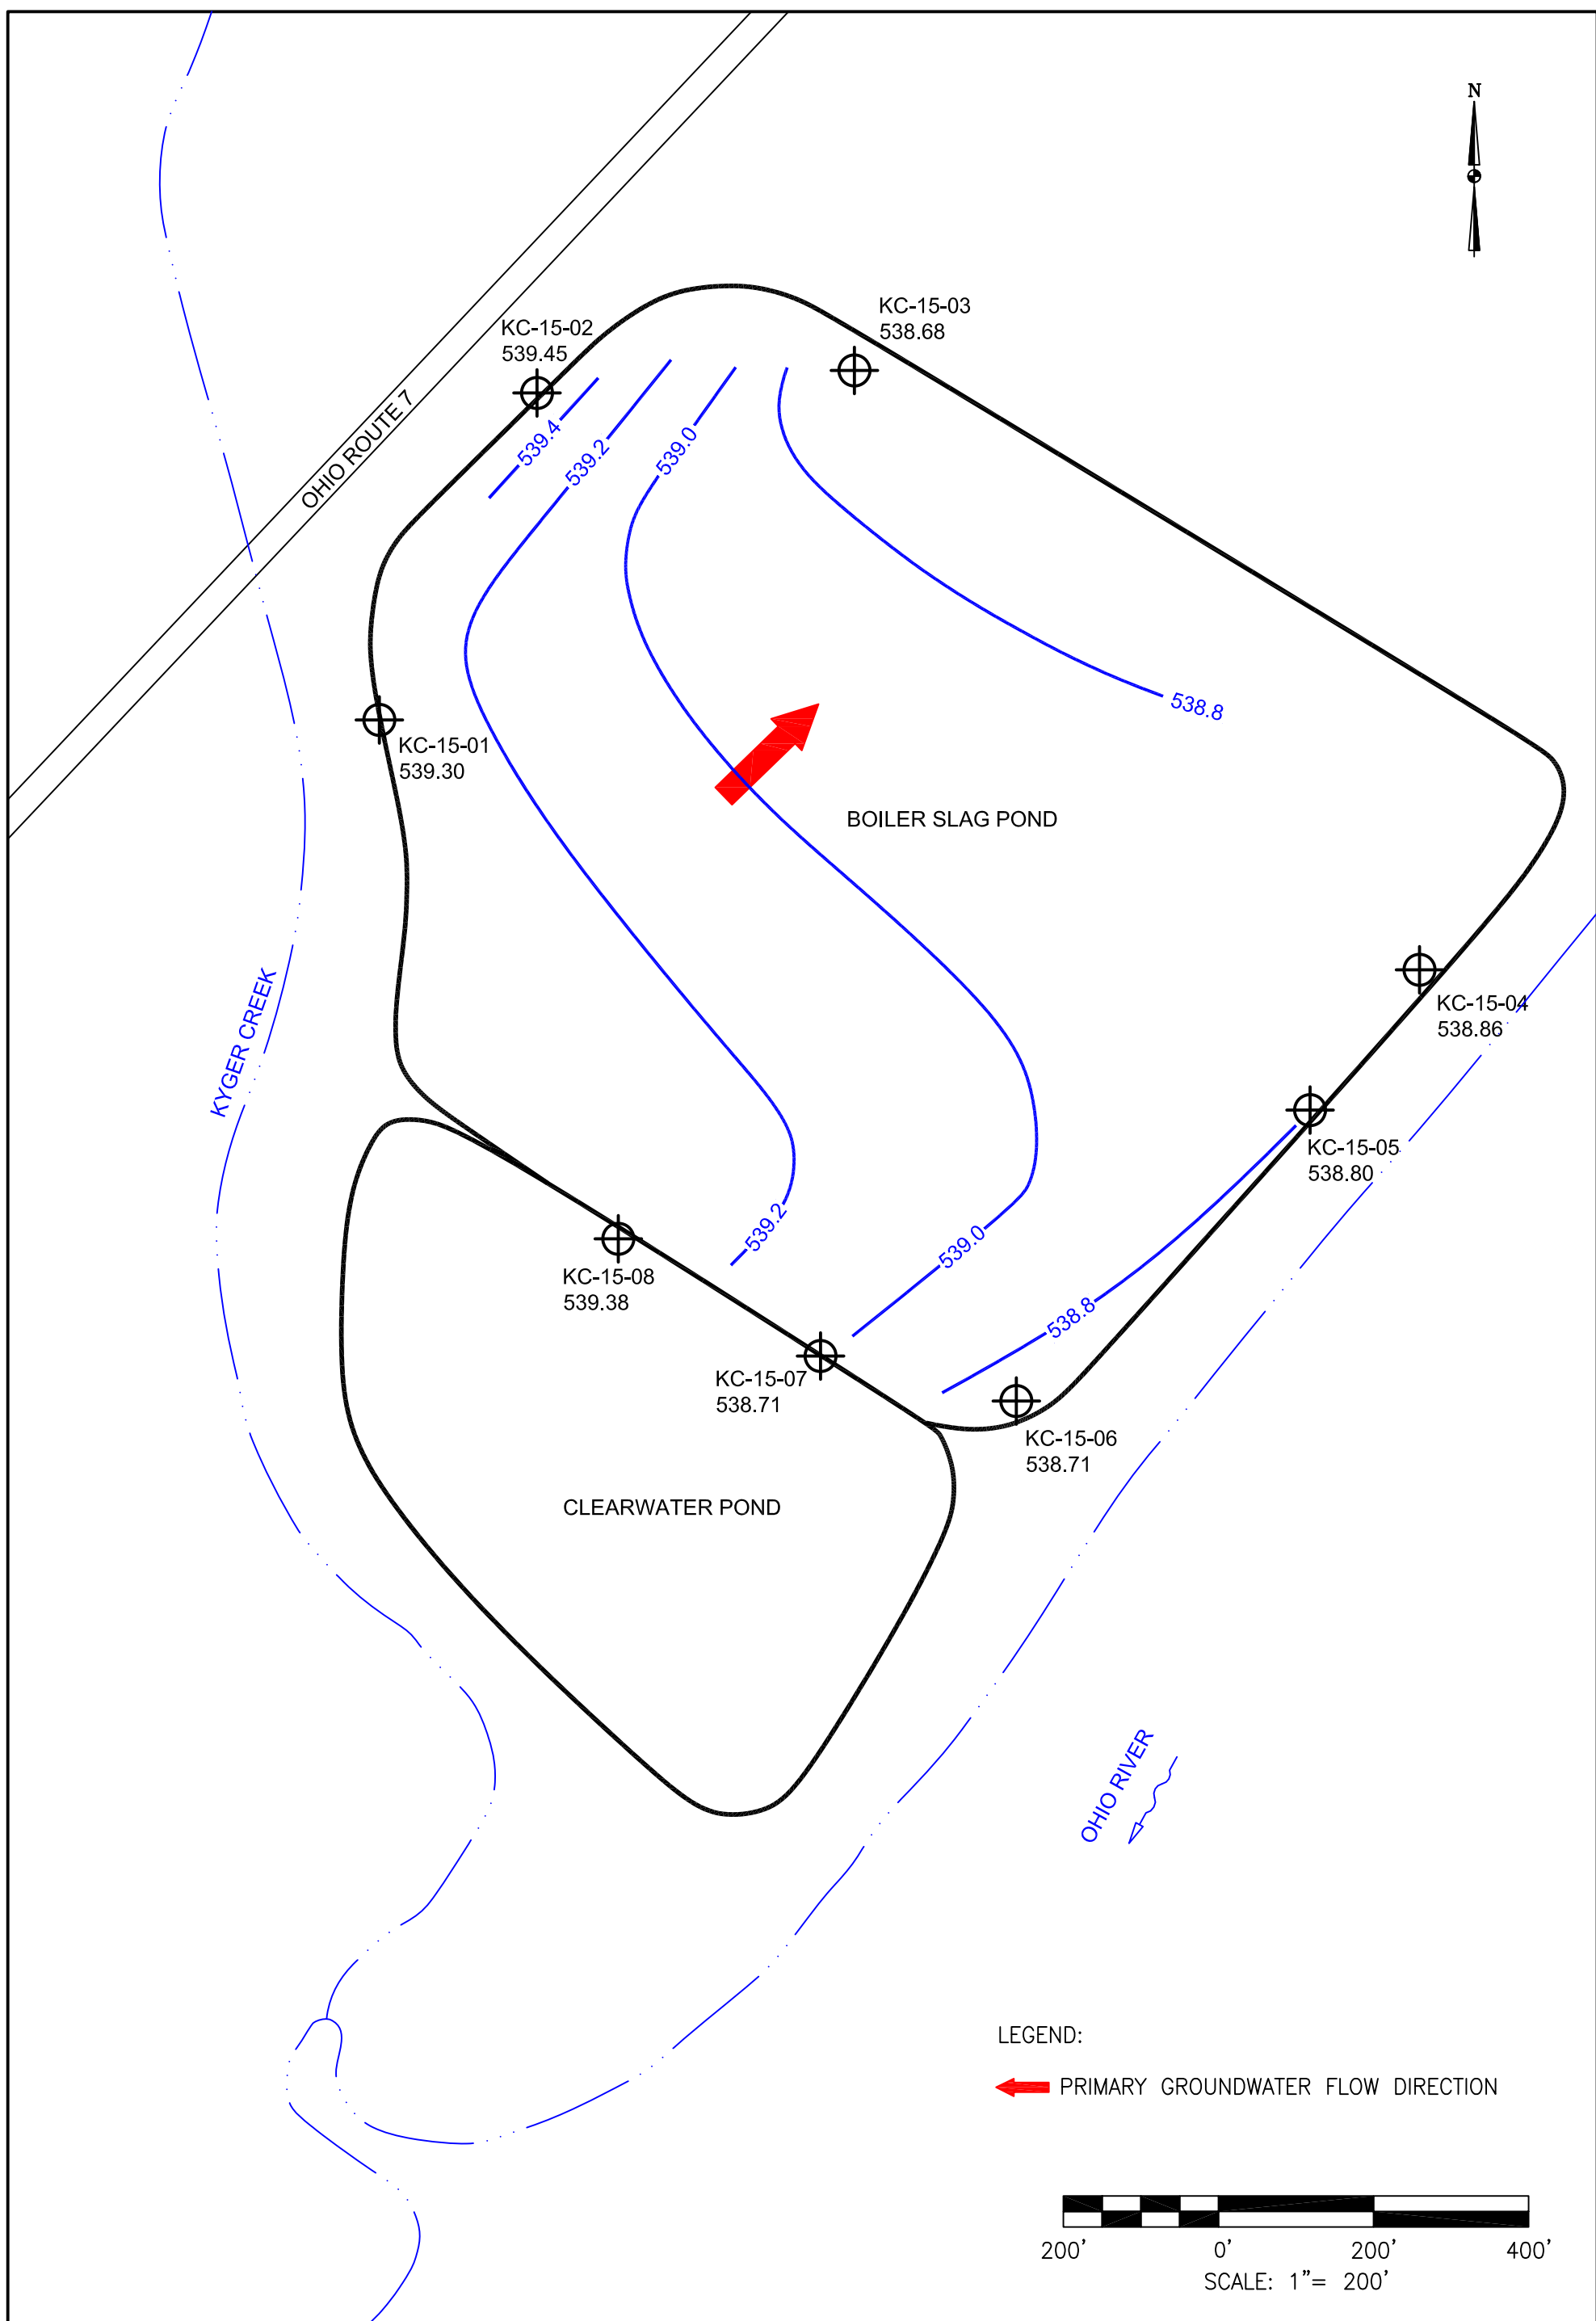 N
KC-15-03
538.68
KC-15-02
539.45
OHIO ROUTE 7
539.4
539.2
539.0
538.8
KC-15-01
539.30
BOILER SLAG POND
KYGER CREEK
KC-15-04
538.86
KC-15-05
538.80
539.2
539.0
KC-15-08
539.38
538.8
KC-15-07
538.71
KC-15-06
538.71
CLEARWATER POND
OHIO RIVER
LEGEND:
PRIMARY GROUNDWATER FLOW DIRECTION
200' 0' 200' 400'
SCALE: 1"= 200'